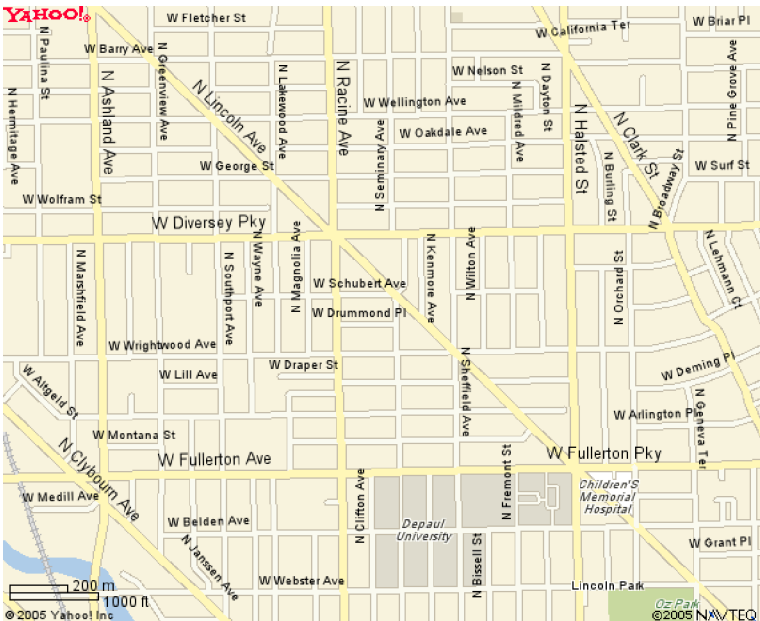 YAHOO!®
W Fletcher St
W Briar Pl
W California Ter
N Paulina St
W Barry Ave
N Greenview Ave
N Ashland Ave
N Lincoln Ave
N Lakewood Ave
N Racine Ave
W Nelson St
N Dayton St
N Pine Grove Ave
N Hermitage Ave
W Wellington Ave
N Mildred Ave
N Halsted St
N Clark St
W Oakdale Ave
N Seminary Ave
W George St
N Burling St
N Broadway St
W Surf St
W Wolfram St
W Diversey Pky
N Marshfield Ave
N Southport Ave
N Wayne Ave
N Magnolia Ave
N Kenmore Ave
N Wilton Ave
N Orchard St
N Lehmann Ct
W Schubert Ave
W Drummond Pl
W Wrightwood Ave
W Draper St
N Sheffield Ave
W Deming Pl
W Altgeld St
W Lill Ave
N Geneva Ter
W Arlington Pl
N Clybourn Ave
W Montana St
W Fullerton Ave
W Fullerton Pky
N Fremont St
W Medill Ave
N Clifton Ave
Children'S
Memorial
Hospital
W Belden Ave
Depaul
University
N Janssen Ave
N Bissell St
W Grant Pl
W Webster Ave
Lincoln Park
200 m
1000 ft
Oz Park
©2005 Yahoo! Inc
©2005 NAVTEQ